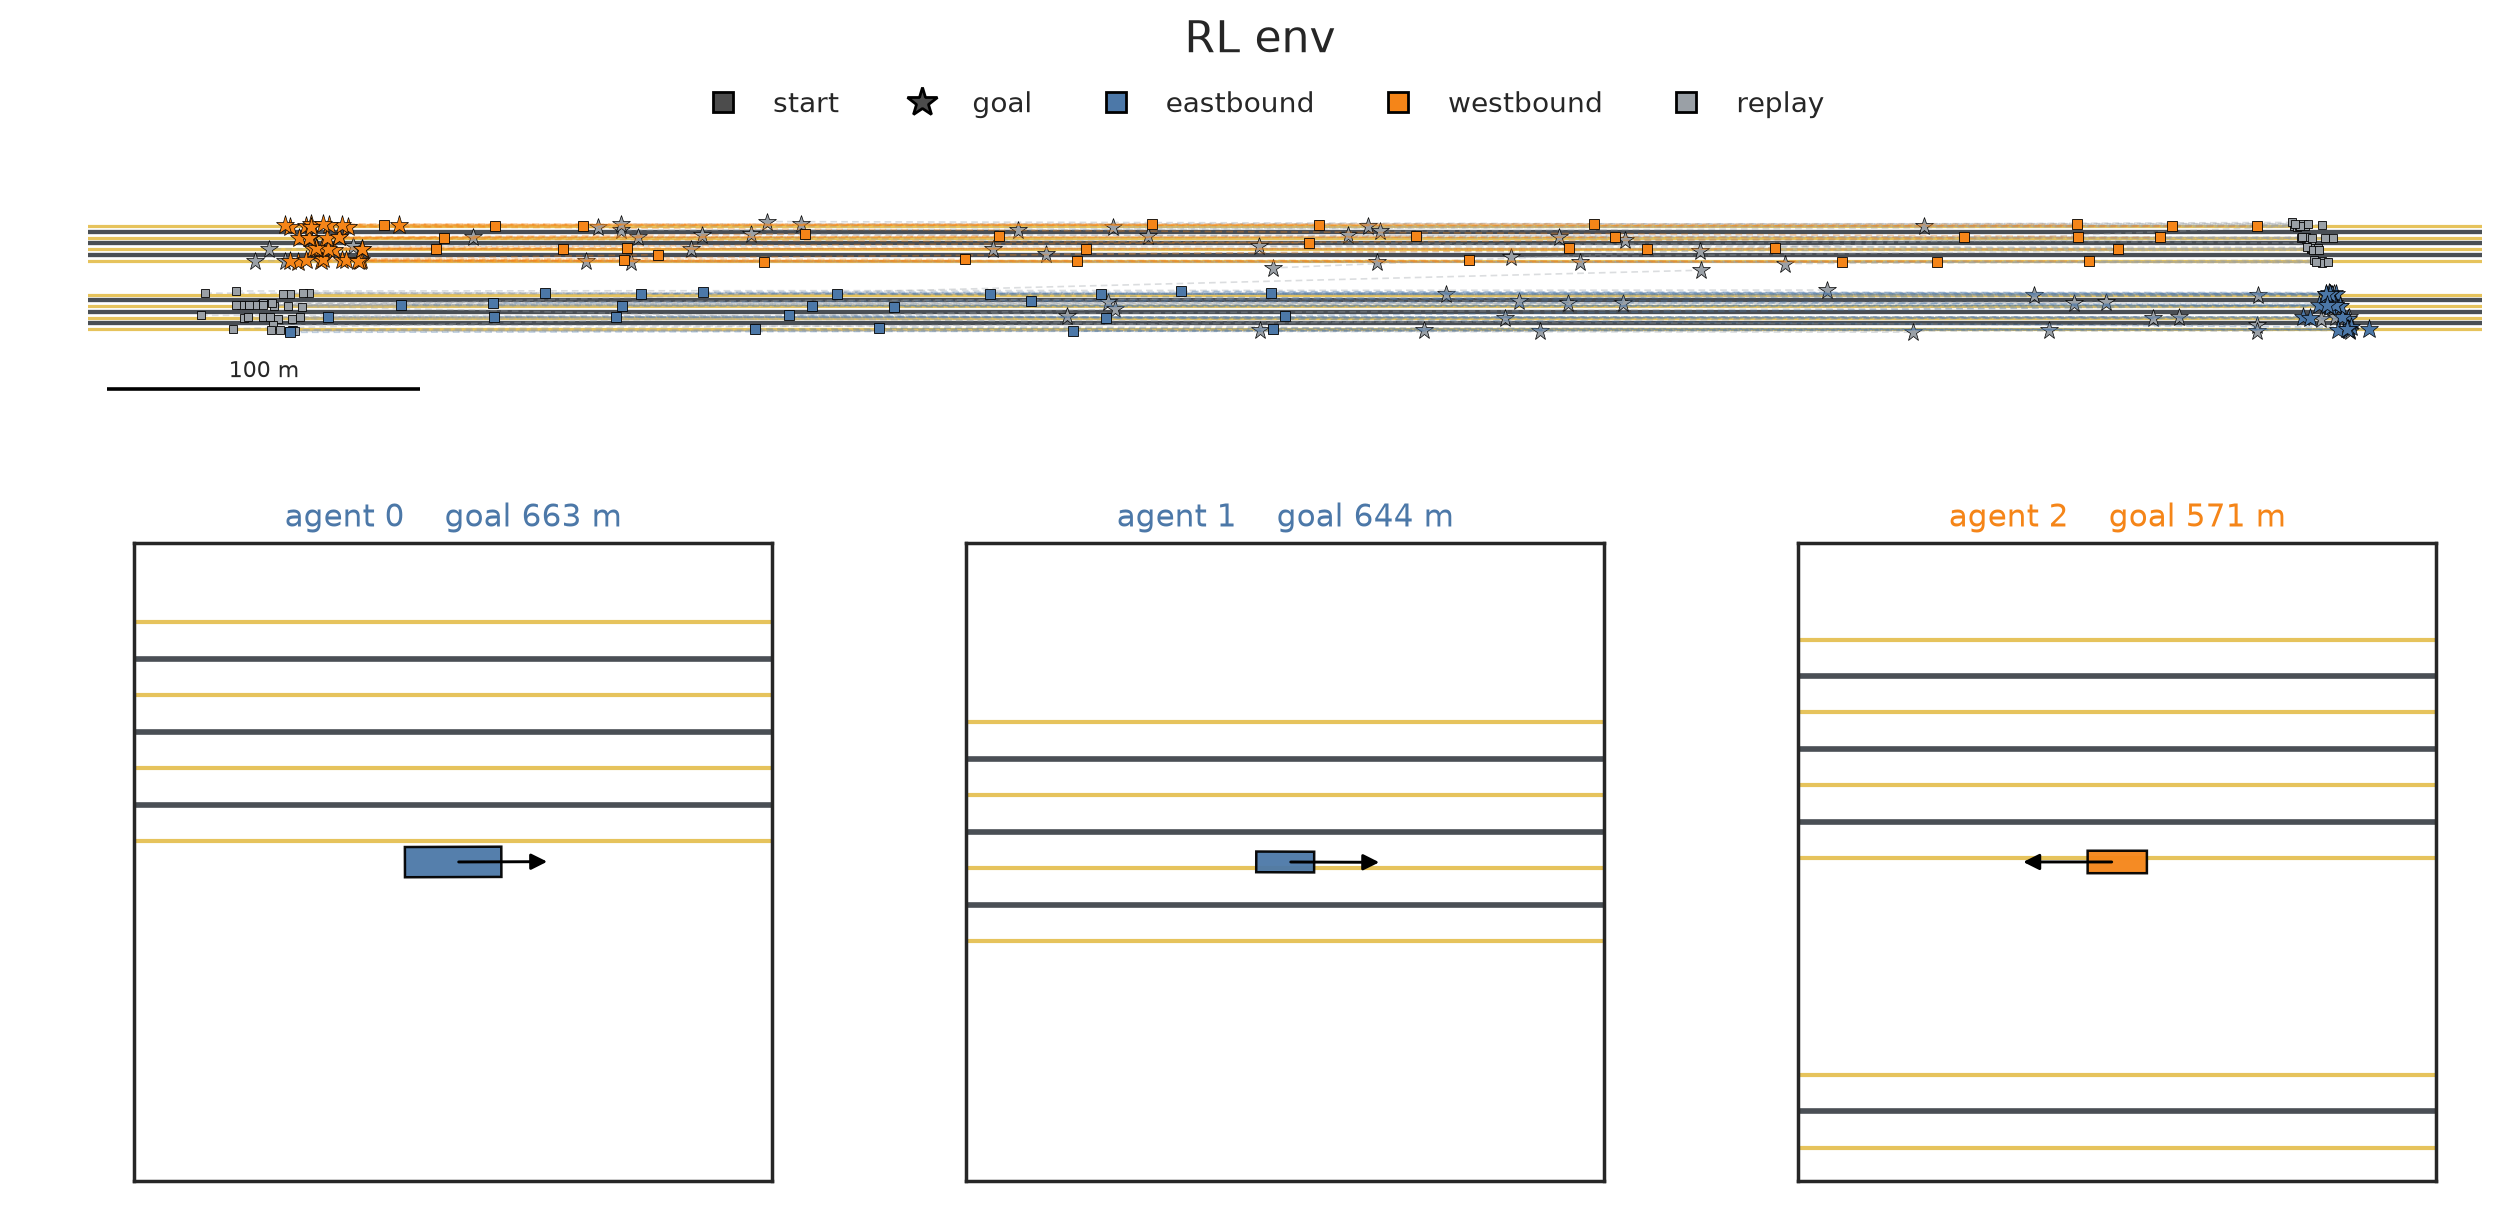 RL env
start goal eastbound westbound replay
100 m
agent 0 goal 663 m
agent 1 goal 644 m
agent 2 goal 571 m